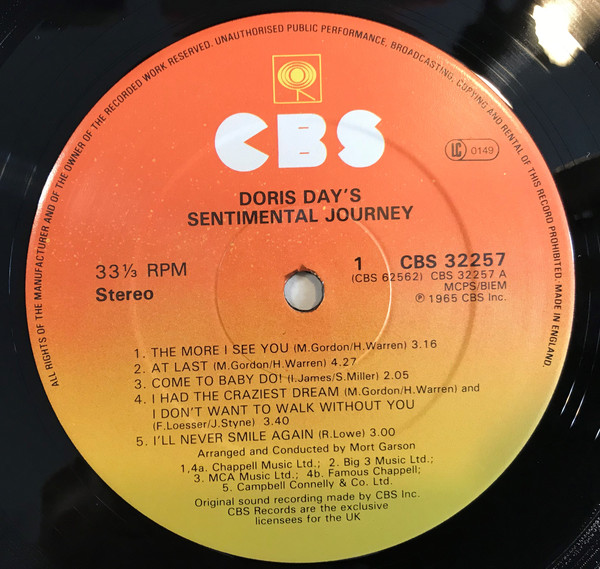 ALL RIGHTS OF THE MANUFACTURER AND OF THE OWNER OF THE RECORDED WORK RESERVED. UNAUTHORISED PUBLIC PERFORMANCE, BROADCASTING, COPYING AND RENTAL OF THIS RECORD PROHIBITED. MADE IN ENGLAND.
CBS
LC 0149
DORIS DAY'S
SENTIMENTAL JOURNEY
33⅓ RPM
Stereo
1 CBS 32257
(CBS 62562) CBS 32257 A
MCPS/BIEM
℗ 1965 CBS Inc.
1. THE MORE I SEE YOU (M.Gordon/H.Warren) 3.16
2. AT LAST (M.Gordon/H.Warren) 4.27
3. COME TO BABY DO! (I.James/S.Miller) 2.05
4. I HAD THE CRAZIEST DREAM (M.Gordon/H.Warren) and
I DON'T WANT TO WALK WITHOUT YOU
(F.Loesser/J.Styne) 3.40
5. I'LL NEVER SMILE AGAIN (R.Lowe) 3.00
Arranged and Conducted by Mort Garson
1,4a. Chappell Music Ltd.; 2. Big 3 Music Ltd.;
3. MCA Music Ltd.; 4b. Famous Chappell;
5. Campbell Connelly & Co. Ltd.
Original sound recording made by CBS Inc.
CBS Records are the exclusive
licensees for the UK